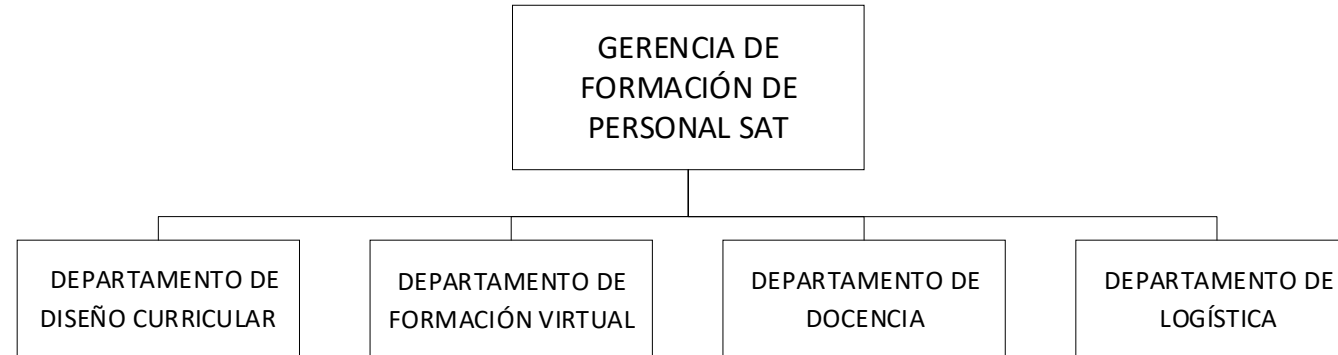 GERENCIA DE
FORMACIÓN DE
PERSONAL SAT
DEPARTAMENTO DE
DISEÑO CURRICULAR
DEPARTAMENTO DE
FORMACIÓN VIRTUAL
DEPARTAMENTO DE
DOCENCIA
DEPARTAMENTO DE
LOGÍSTICA